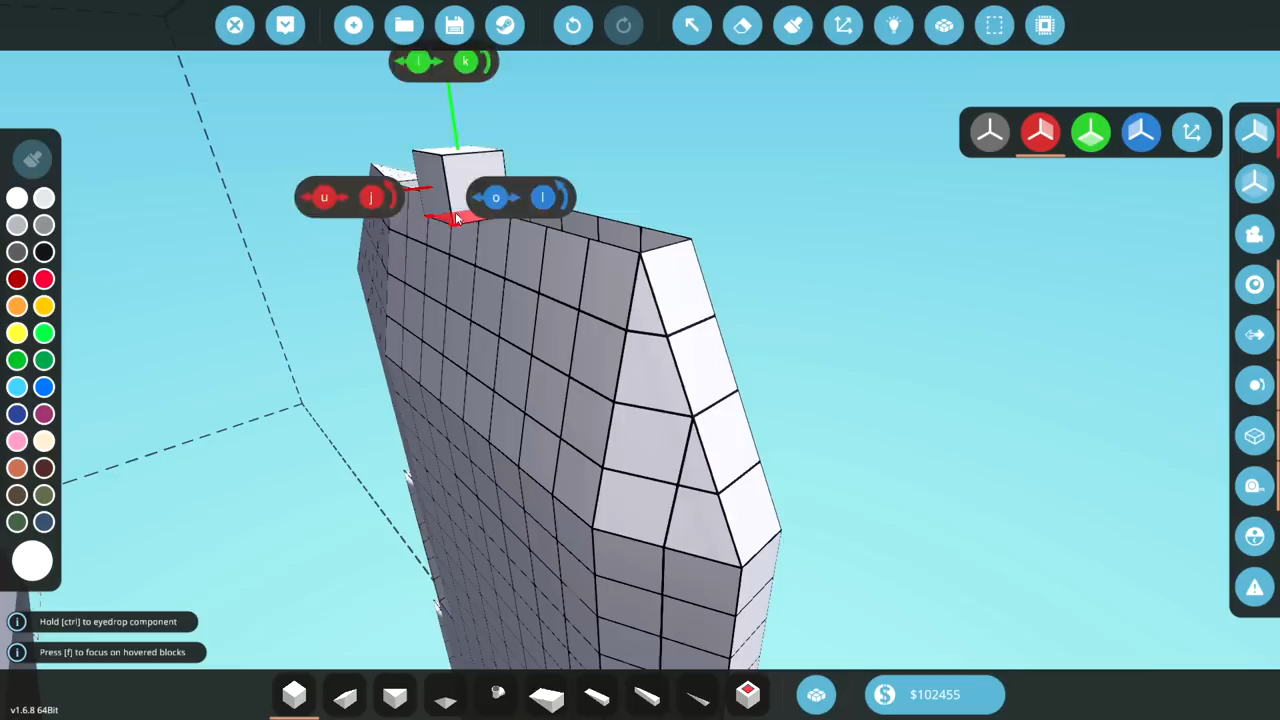 i k
u j
o l
Hold [ctrl] to eyedrop component
Press [f] to focus on hovered blocks
v1.6.8 64Bit
$102455